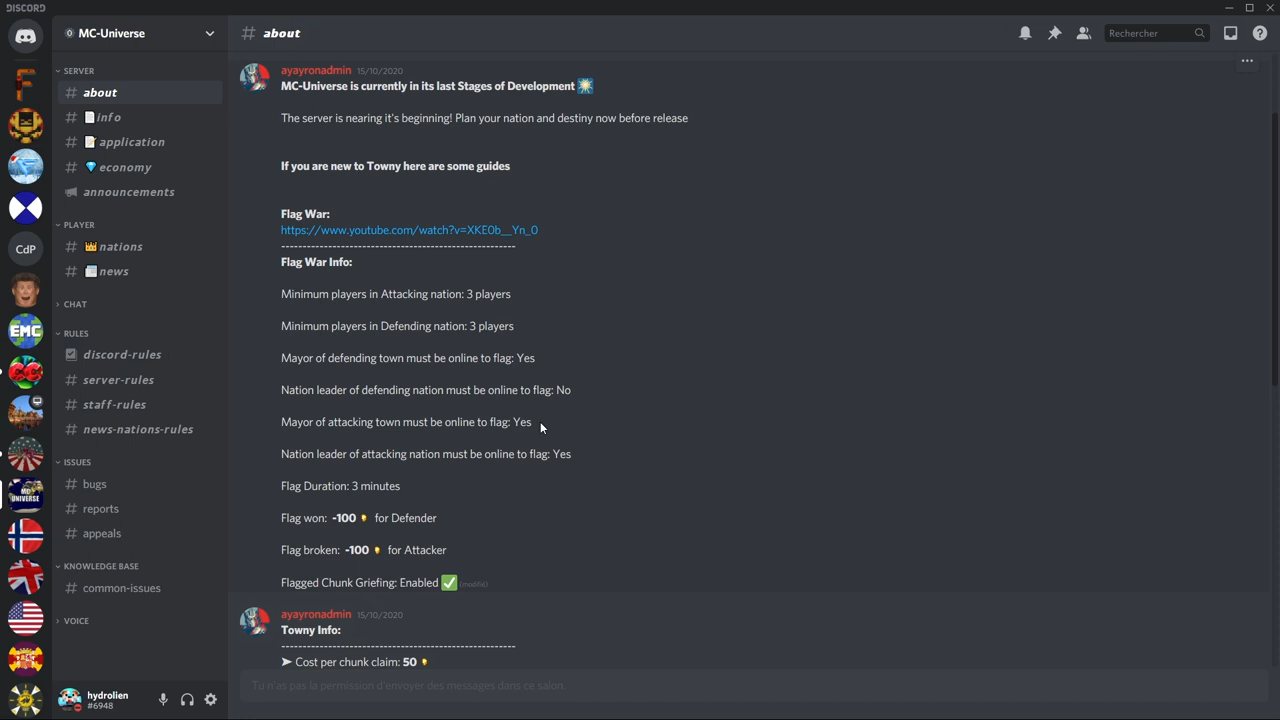 DISCORD
MC-Universe
# about
Rechercher
SERVER
# about
# info
# application
# economy
announcements
PLAYER
# nations
# news
CHAT
RULES
discord-rules
# server-rules
# staff-rules
# news-nations-rules
ISSUES
# bugs
# reports
# appeals
KNOWLEDGE BASE
# common-issues
VOICE
hydrolien
#6948
CdP
EMC
MC
UNIVERSE
ayayronadmin 15/10/2020
MC-Universe is currently in its last Stages of Development
The server is nearing it's beginning! Plan your nation and destiny now before release
If you are new to Towny here are some guides
Flag War:
https://www.youtube.com/watch?v=XKE0b__Yn_0
-------------------------------------------------------
Flag War Info:
Minimum players in Attacking nation: 3 players
Minimum players in Defending nation: 3 players
Mayor of defending town must be online to flag: Yes
Nation leader of defending nation must be online to flag: No
Mayor of attacking town must be online to flag: Yes
Nation leader of attacking nation must be online to flag: Yes
Flag Duration: 3 minutes
Flag won: -100 for Defender
Flag broken: -100 for Attacker
Flagged Chunk Griefing: Enabled ✅ (modifié)
ayayronadmin 15/10/2020
Towny Info:
-------------------------------------------------------
➤ Cost per chunk claim: 50
Tu n'as pas la permission d'envoyer des messages dans ce salon.